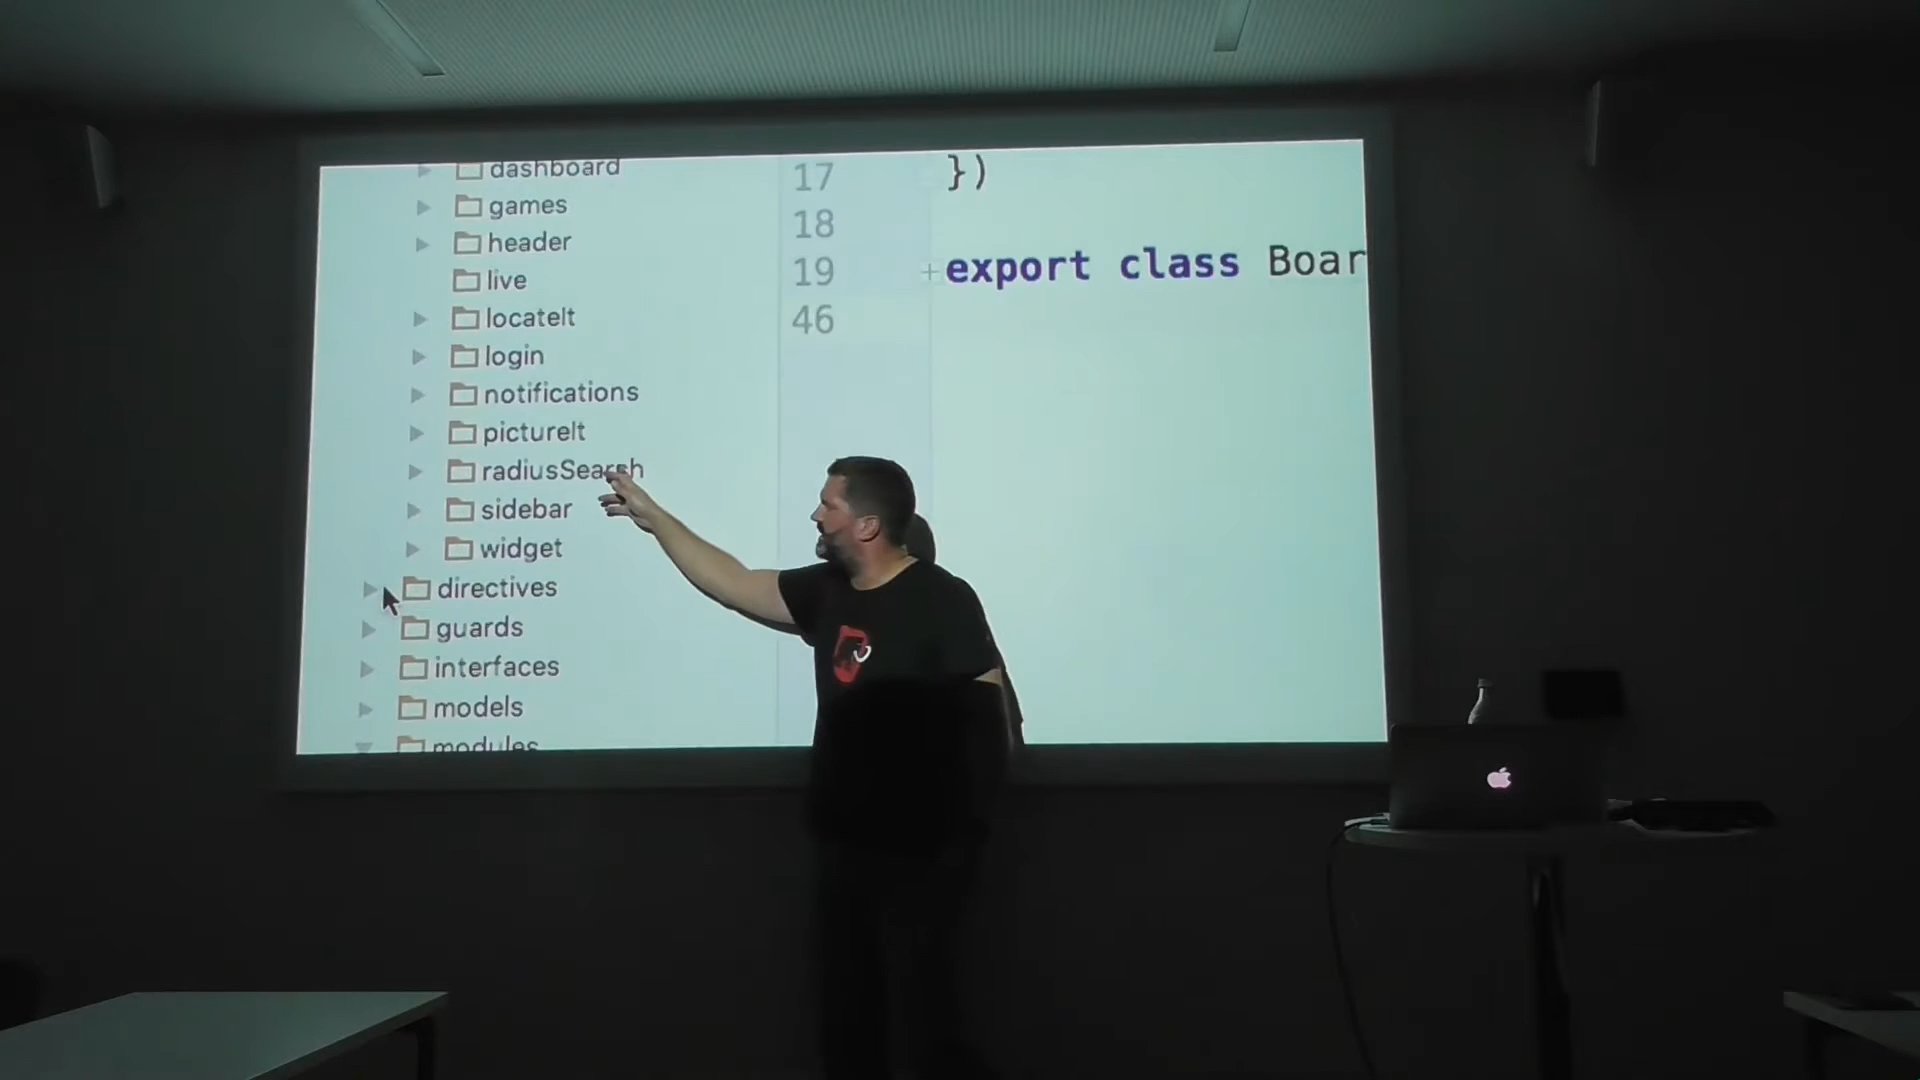 dashboard
games
header
live
locateIt
login
notifications
pictureIt
radiusSearch
sidebar
widget
directives
guards
interfaces
models
modules
17 })
18
19 export class Boar
46